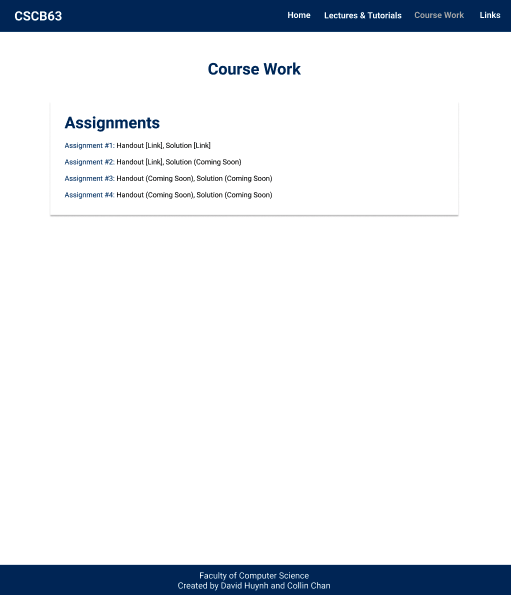 CSCB63
Home Lectures & Tutorials Course Work Links
Course Work
Assignments
Assignment #1: Handout [Link], Solution [Link]
Assignment #2: Handout [Link], Solution (Coming Soon)
Assignment #3: Handout (Coming Soon), Solution (Coming Soon)
Assignment #4: Handout (Coming Soon), Solution (Coming Soon)
Faculty of Computer Science
Created by David Huynh and Collin Chan